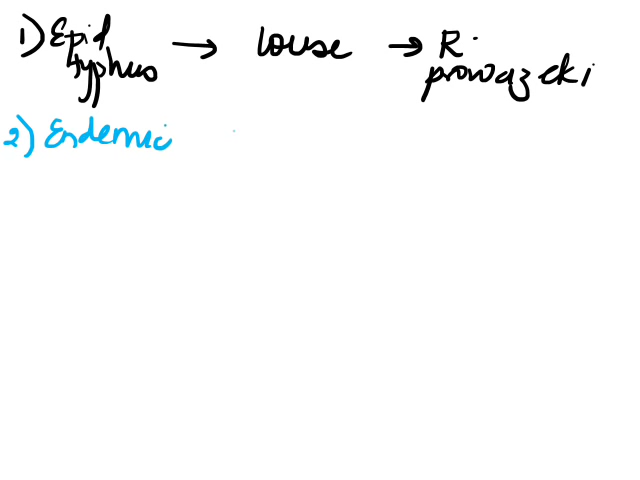 1) Epid typhus → louse → R. prowazeki
2) Endemic